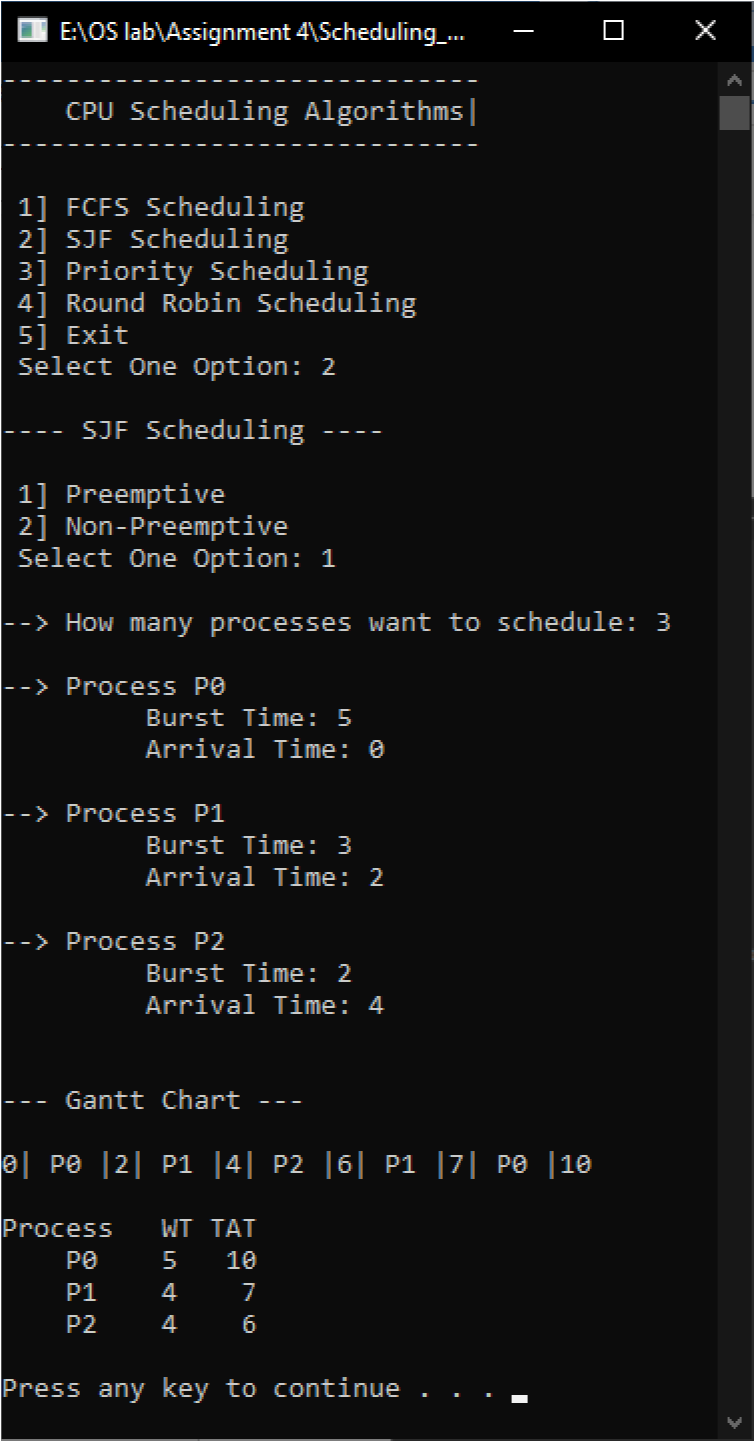 E:\OS lab\Assignment 4\Scheduling_...
------------------------------
    CPU Scheduling Algorithms|
------------------------------
 1] FCFS Scheduling
 2] SJF Scheduling
 3] Priority Scheduling
 4] Round Robin Scheduling
 5] Exit
 Select One Option: 2
---- SJF Scheduling ----
 1] Preemptive
 2] Non-Preemptive
 Select One Option: 1
--> How many processes want to schedule: 3
--> Process P0
         Burst Time: 5
         Arrival Time: 0
--> Process P1
         Burst Time: 3
         Arrival Time: 2
--> Process P2
         Burst Time: 2
         Arrival Time: 4
--- Gantt Chart ---
0| P0 |2| P1 |4| P2 |6| P1 |7| P0 |10
Process   WT TAT
    P0    5   10
    P1    4    7
    P2    4    6
Press any key to continue . . .